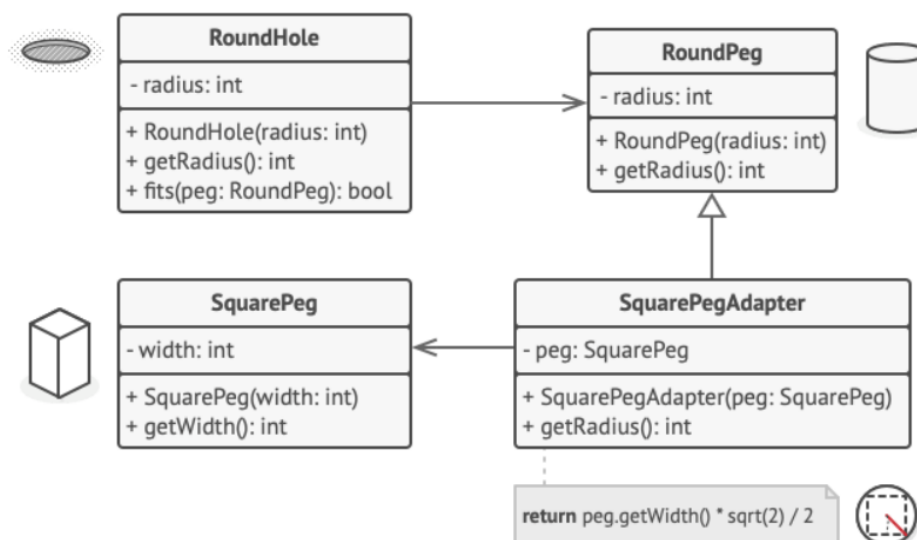 RoundHole
- radius: int
+ RoundHole(radius: int)
+ getRadius(): int
+ fits(peg: RoundPeg): bool
RoundPeg
- radius: int
+ RoundPeg(radius: int)
+ getRadius(): int
SquarePeg
- width: int
+ SquarePeg(width: int)
+ getWidth(): int
SquarePegAdapter
- peg: SquarePeg
+ SquarePegAdapter(peg: SquarePeg)
+ getRadius(): int
return peg.getWidth() * sqrt(2) / 2